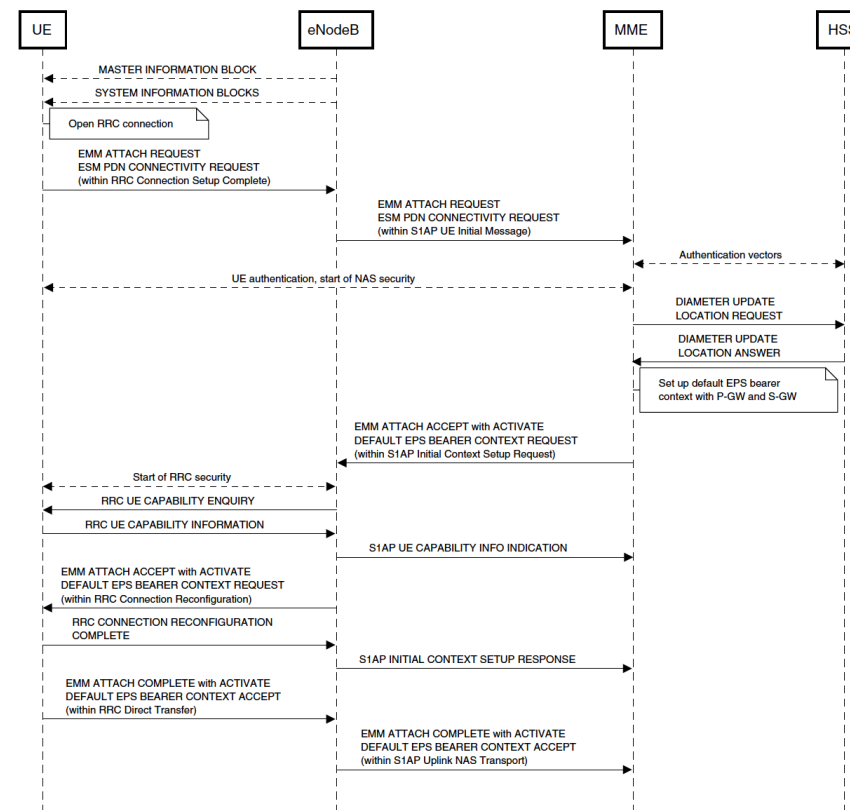 UE
eNodeB
MME
HSS
MASTER INFORMATION BLOCK
SYSTEM INFORMATION BLOCKS
Open RRC connection
EMM ATTACH REQUEST
ESM PDN CONNECTIVITY REQUEST
(within RRC Connection Setup Complete)
EMM ATTACH REQUEST
ESM PDN CONNECTIVITY REQUEST
(within S1AP UE Initial Message)
Authentication vectors
UE authentication, start of NAS security
DIAMETER UPDATE
LOCATION REQUEST
DIAMETER UPDATE
LOCATION ANSWER
Set up default EPS bearer
context with P-GW and S-GW
EMM ATTACH ACCEPT with ACTIVATE
DEFAULT EPS BEARER CONTEXT REQUEST
(within S1AP Initial Context Setup Request)
Start of RRC security
RRC UE CAPABILITY ENQUIRY
RRC UE CAPABILITY INFORMATION
S1AP UE CAPABILITY INFO INDICATION
EMM ATTACH ACCEPT with ACTIVATE
DEFAULT EPS BEARER CONTEXT REQUEST
(within RRC Connection Reconfiguration)
RRC CONNECTION RECONFIGURATION
COMPLETE
S1AP INITIAL CONTEXT SETUP RESPONSE
EMM ATTACH COMPLETE with ACTIVATE
DEFAULT EPS BEARER CONTEXT ACCEPT
(within RRC Direct Transfer)
EMM ATTACH COMPLETE with ACTIVATE
DEFAULT EPS BEARER CONTEXT ACCEPT
(within S1AP Uplink NAS Transport)